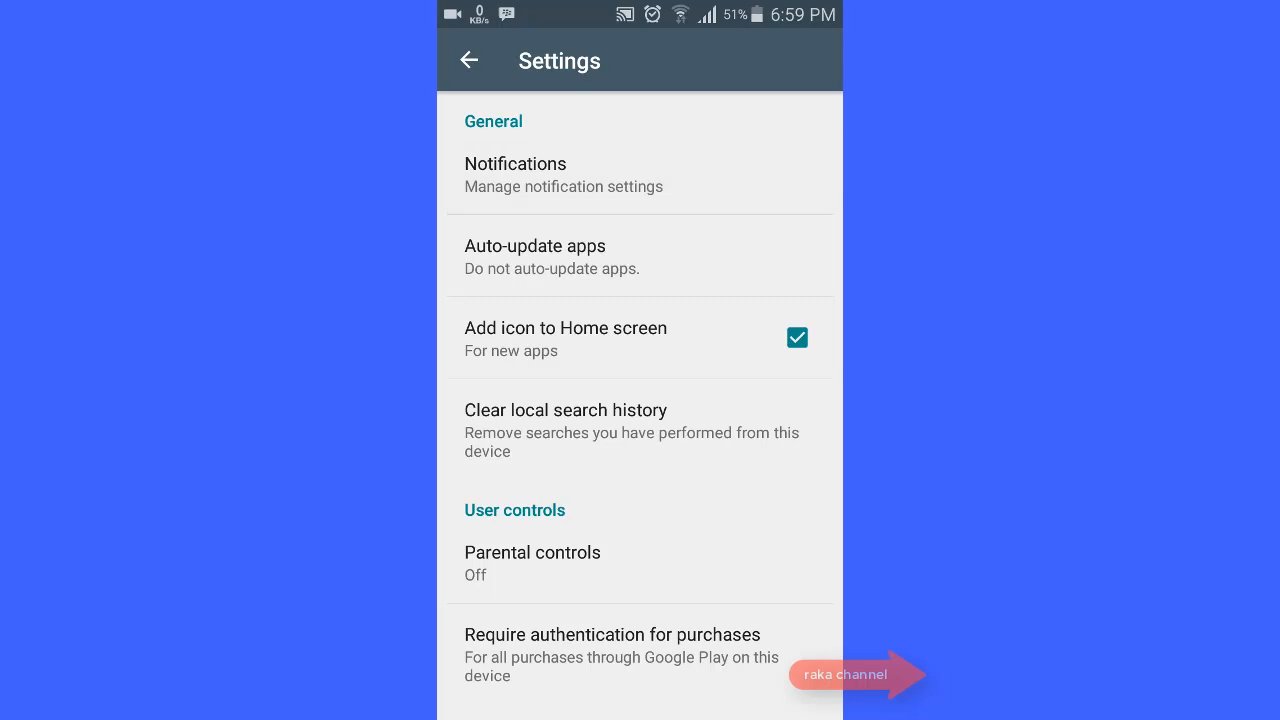 0
KB/s
51%
6:59 PM
Settings
General
Notifications
Manage notification settings
Auto-update apps
Do not auto-update apps.
Add icon to Home screen
For new apps
Clear local search history
Remove searches you have performed from this
device
User controls
Parental controls
Off
Require authentication for purchases
For all purchases through Google Play on this
device
raka channel